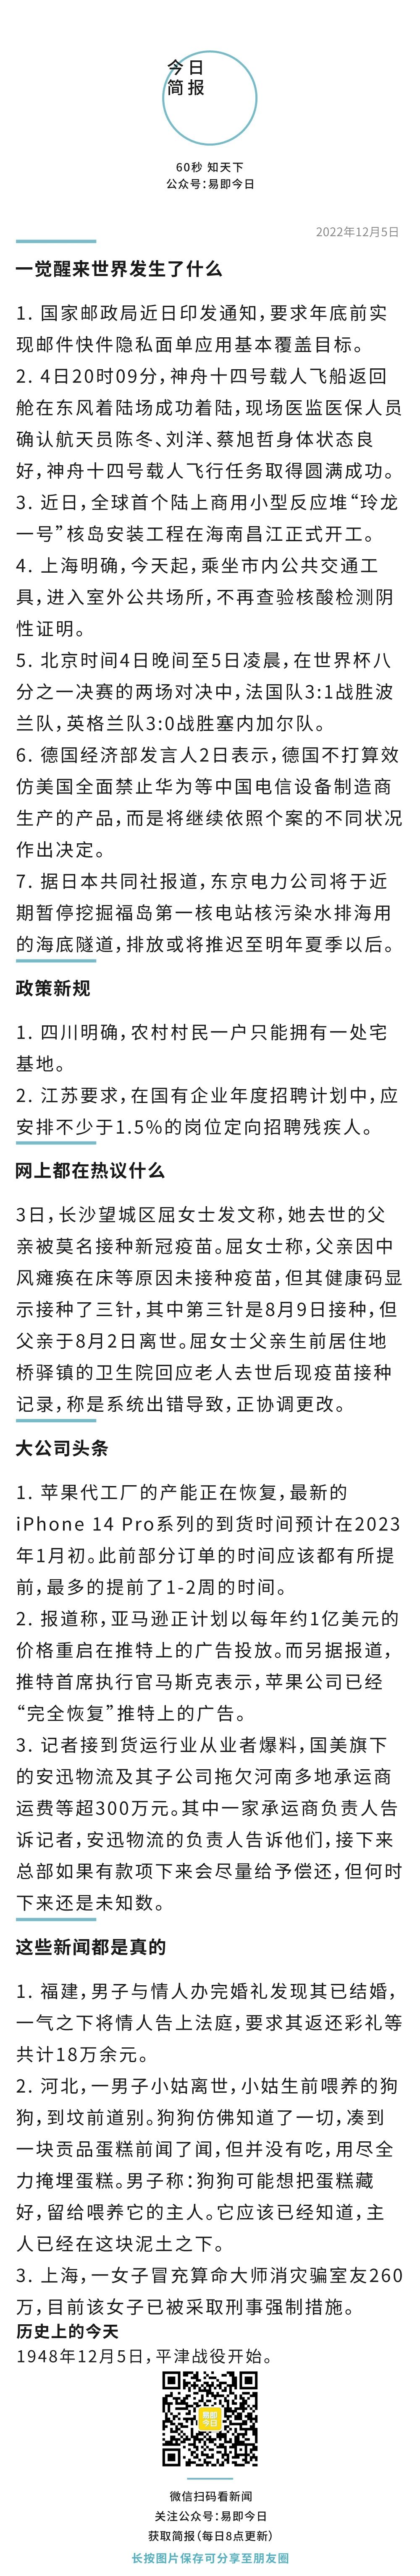 今日
简报
60秒 知天下
公众号：易即今日
2022年12月5日
一觉醒来世界发生了什么
1. 国家邮政局近日印发通知，要求年底前实
现邮件快件隐私面单应用基本覆盖目标。
2. 4日20时09分，神舟十四号载人飞船返回
舱在东风着陆场成功着陆，现场医监医保人员
确认航天员陈冬、刘洋、蔡旭哲身体状态良
好，神舟十四号载人飞行任务取得圆满成功。
3. 近日，全球首个陆上商用小型反应堆“玲龙
一号”核岛安装工程在海南昌江正式开工。
4. 上海明确，今天起，乘坐市内公共交通工
具，进入室外公共场所，不再查验核酸检测阴
性证明。
5. 北京时间4日晚间至5日凌晨，在世界杯八
分之一决赛的两场对决中，法国队3:1战胜波
兰队，英格兰队3:0战胜塞内加尔队。
6. 德国经济部发言人2日表示，德国不打算效
仿美国全面禁止华为等中国电信设备制造商
生产的产品，而是将继续依照个案的不同状况
作出决定。
7. 据日本共同社报道，东京电力公司将于近
期暂停挖掘福岛第一核电站核污染水排海用
的海底隧道，排放或将推迟至明年夏季以后。
政策新规
1. 四川明确，农村村民一户只能拥有一处宅
基地。
2. 江苏要求，在国有企业年度招聘计划中，应
安排不少于1.5%的岗位定向招聘残疾人。
网上都在热议什么
3日，长沙望城区屈女士发文称，她去世的父
亲被莫名接种新冠疫苗。屈女士称，父亲因中
风瘫痪在床等原因未接种疫苗，但其健康码显
示接种了三针，其中第三针是8月9日接种，但
父亲于8月2日离世。屈女士父亲生前居住地
桥驿镇的卫生院回应老人去世后现疫苗接种
记录，称是系统出错导致，正协调更改。
大公司头条
1. 苹果代工厂的产能正在恢复，最新的
iPhone 14 Pro系列的到货时间预计在2023
年1月初。此前部分订单的时间应该都有所提
前，最多的提前了1-2周的时间。
2. 报道称，亚马逊正计划以每年约1亿美元的
价格重启在推特上的广告投放。而另据报道，
推特首席执行官马斯克表示，苹果公司已经
“完全恢复”推特上的广告。
3. 记者接到货运行业从业者爆料，国美旗下
的安迅物流及其子公司拖欠河南多地承运商
运费等超300万元。其中一家承运商负责人告
诉记者，安迅物流的负责人告诉他们，接下来
总部如果有款项下来会尽量给予偿还，但何时
下来还是未知数。
这些新闻都是真的
1. 福建，男子与情人办完婚礼发现其已结婚，
一气之下将情人告上法庭，要求其返还彩礼等
共计18万余元。
2. 河北，一男子小姑离世，小姑生前喂养的狗
狗，到坟前道别。狗狗仿佛知道了一切，凑到
一块贡品蛋糕前闻了闻，但并没有吃，用尽全
力掩埋蛋糕。男子称：狗狗可能想把蛋糕藏
好，留给喂养它的主人。它应该已经知道，主
人已经在这块泥土之下。
3. 上海，一女子冒充算命大师消灾骗室友260
万，目前该女子已被采取刑事强制措施。
历史上的今天
1948年12月5日，平津战役开始。
易即
今日
微信扫码看新闻
关注公众号：易即今日
获取简报（每日8点更新）
长按图片保存可分享至朋友圈